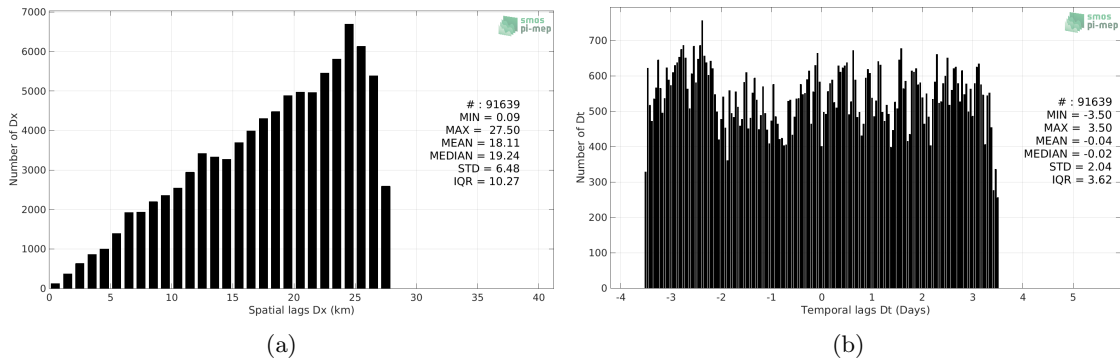 7000
6000
5000
4000
3000
2000
1000
0
Number of Dx
smos
pi-mep
# : 91639
MIN = 0.09
MAX = 27.50
MEAN = 18.11
MEDIAN = 19.24
STD = 6.48
IQR = 10.27
0 5 10 15 20 25 30 35 40
Spatial lags Dx (km)
(a)
700
600
500
400
300
200
100
0
Number of Dt
smos
pi-mep
# : 91639
MIN = -3.50
MAX = 3.50
MEAN = -0.04
MEDIAN = -0.02
STD = 2.04
IQR = 3.62
-4 -3 -2 -1 0 1 2 3 4 5
Temporal lags Dt (Days)
(b)